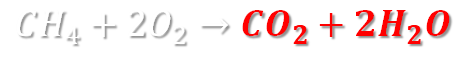 CH₄ + 2O₂ → CO₂ + 2H₂O